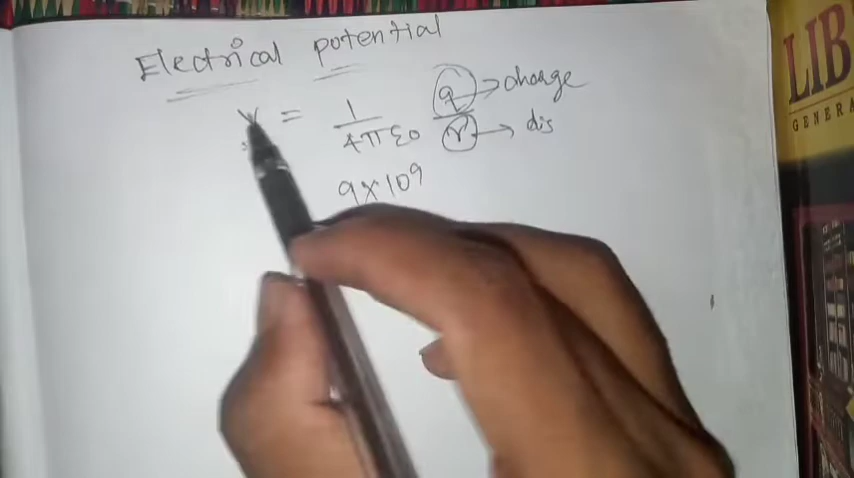 Electrical potential
V = 1/4πε0 q/r → charge → dis
9×10⁹
LIB
GENERA